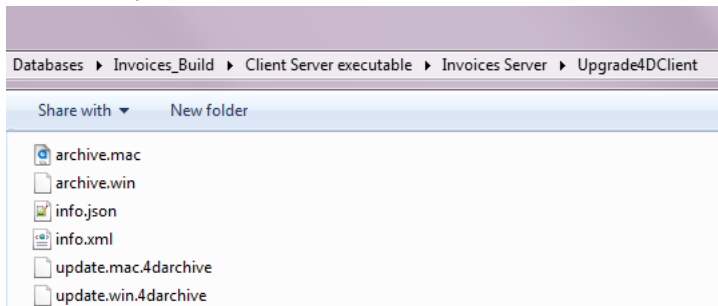 Databases ▸ Invoices_Build ▸ Client Server executable ▸ Invoices Server ▸ Upgrade4DClient
Share with ▾ New folder
archive.mac
archive.win
info.json
info.xml
update.mac.4darchive
update.win.4darchive